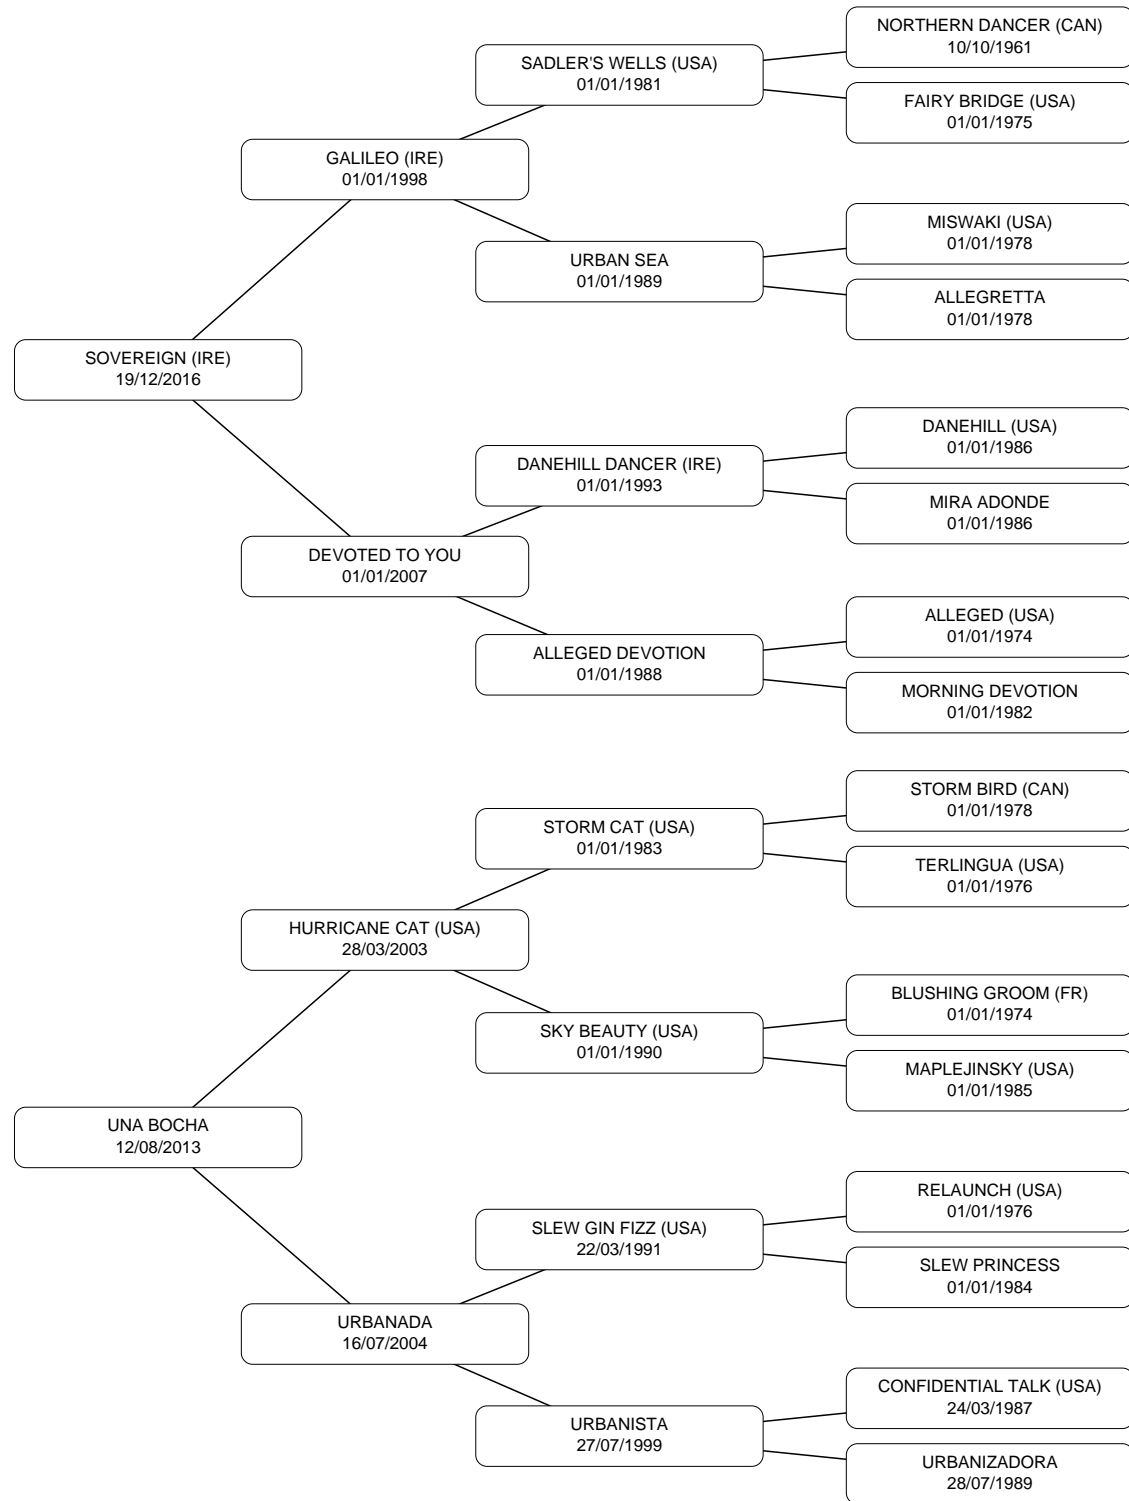 NORTHERN DANCER (CAN)
10/10/1961
SADLER'S WELLS (USA)
01/01/1981
FAIRY BRIDGE (USA)
01/01/1975
GALILEO (IRE)
01/01/1998
MISWAKI (USA)
01/01/1978
URBAN SEA
01/01/1989
ALLEGRETTA
01/01/1978
SOVEREIGN (IRE)
19/12/2016
DANEHILL (USA)
01/01/1986
DANEHILL DANCER (IRE)
01/01/1993
MIRA ADONDE
01/01/1986
DEVOTED TO YOU
01/01/2007
ALLEGED (USA)
01/01/1974
ALLEGED DEVOTION
01/01/1988
MORNING DEVOTION
01/01/1982
STORM BIRD (CAN)
01/01/1978
STORM CAT (USA)
01/01/1983
TERLINGUA (USA)
01/01/1976
HURRICANE CAT (USA)
28/03/2003
BLUSHING GROOM (FR)
01/01/1974
SKY BEAUTY (USA)
01/01/1990
MAPLEJINSKY (USA)
01/01/1985
UNA BOCHA
12/08/2013
RELAUNCH (USA)
01/01/1976
SLEW GIN FIZZ (USA)
22/03/1991
SLEW PRINCESS
01/01/1984
URBANADA
16/07/2004
CONFIDENTIAL TALK (USA)
24/03/1987
URBANISTA
27/07/1999
URBANIZADORA
28/07/1989